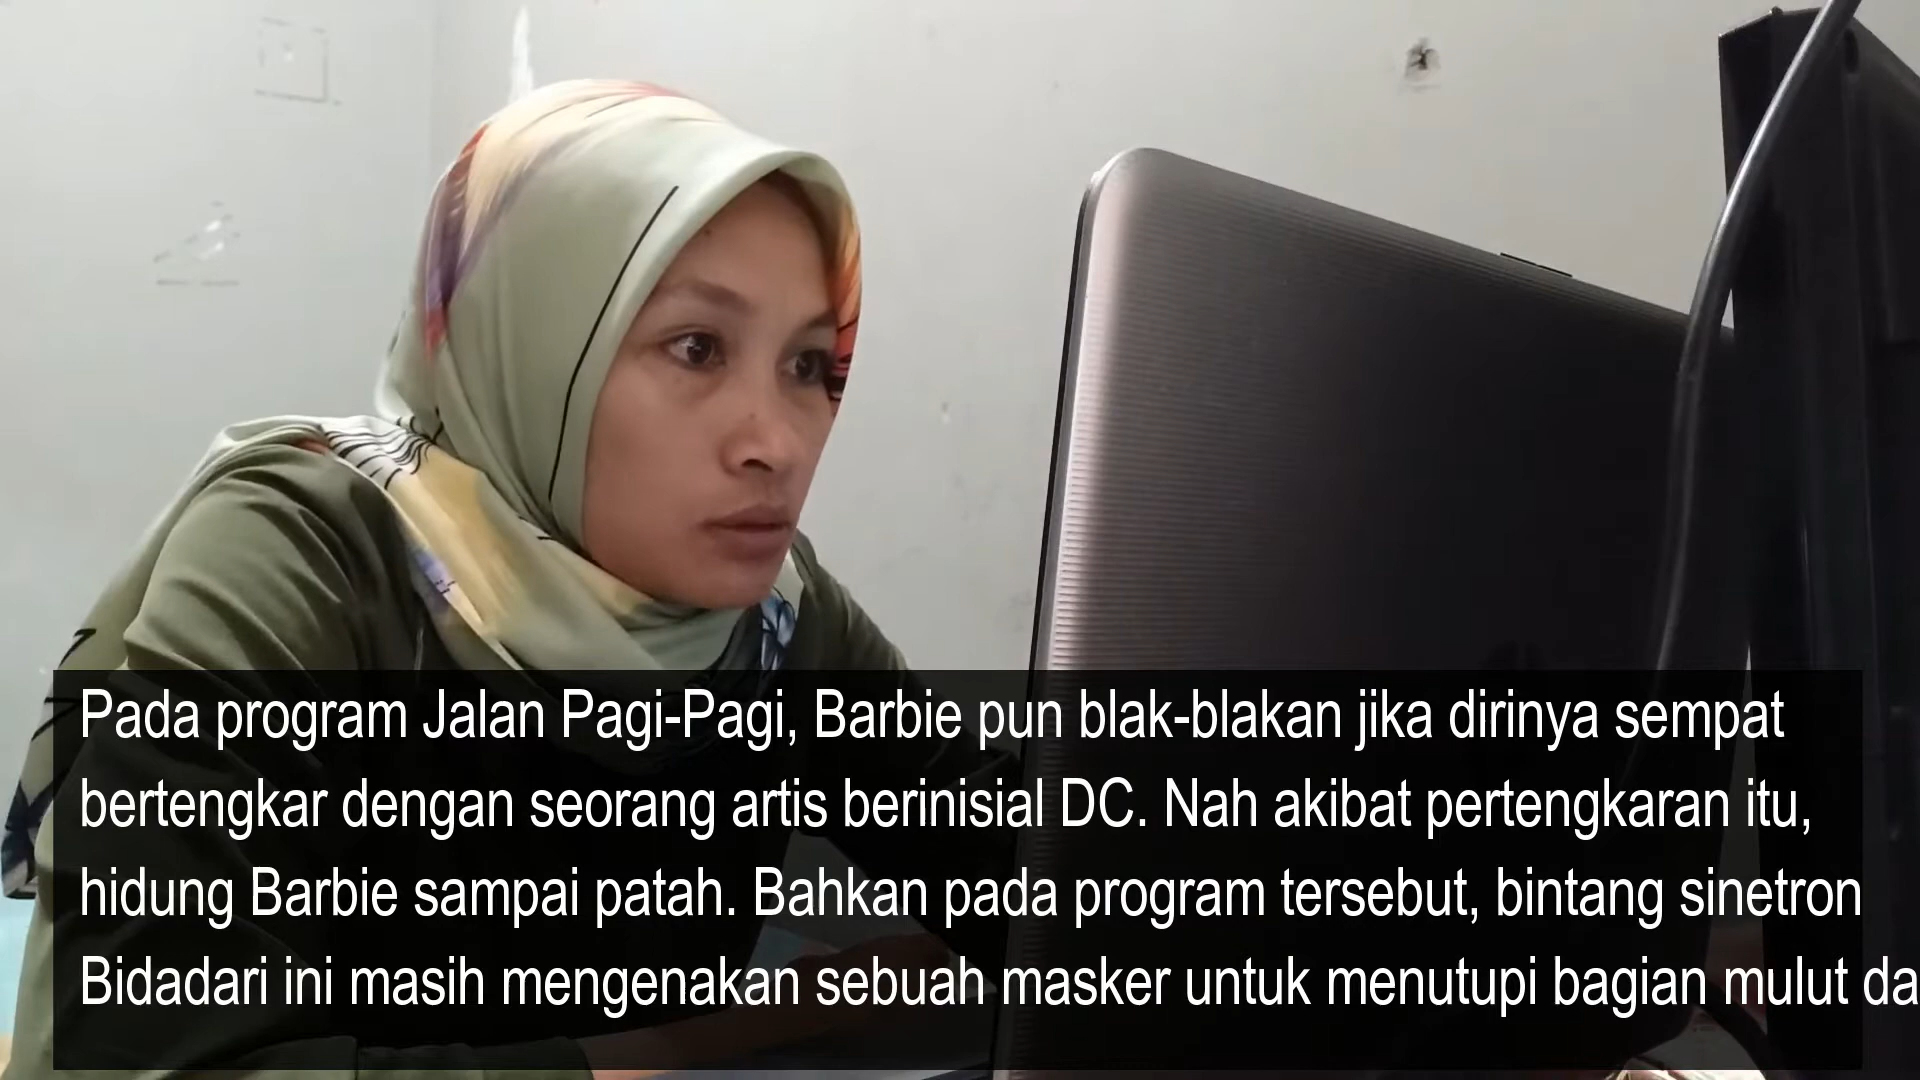 Pada program Jalan Pagi-Pagi, Barbie pun blak-blakan jika dirinya sempat
bertengkar dengan seorang artis berinisial DC. Nah akibat pertengkaran itu,
hidung Barbie sampai patah. Bahkan pada program tersebut, bintang sinetron
Bidadari ini masih mengenakan sebuah masker untuk menutupi bagian mulut da